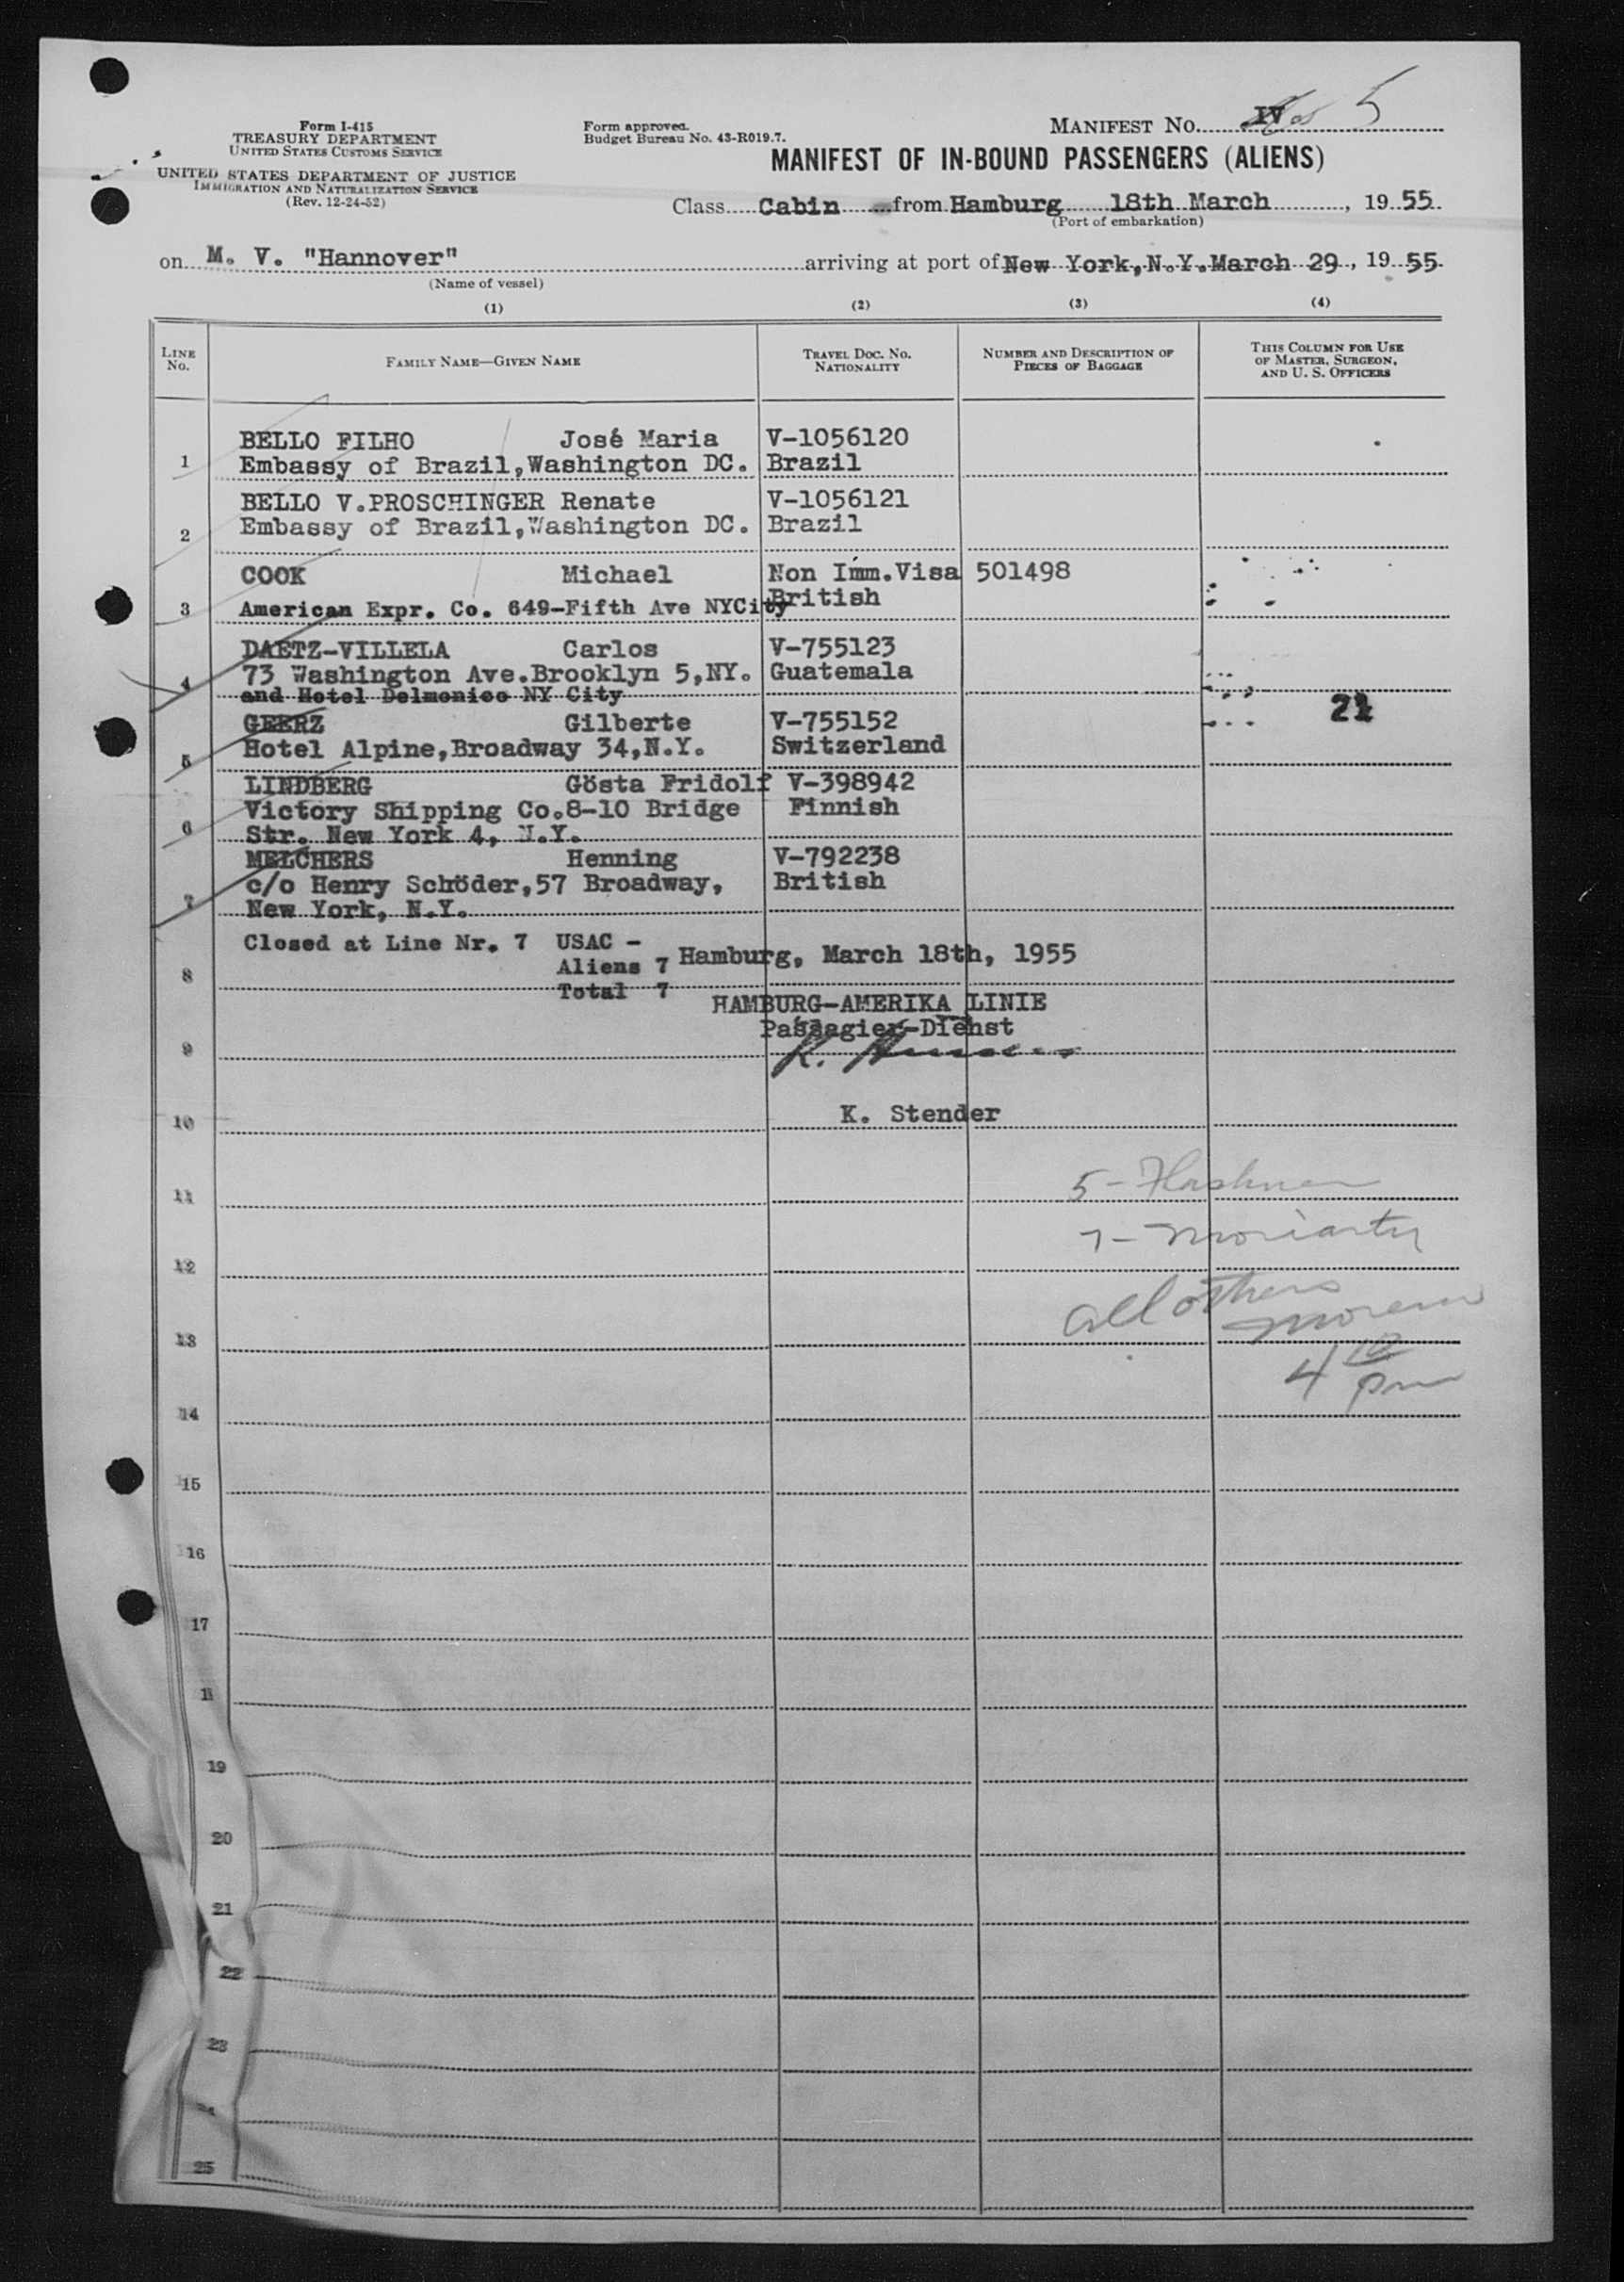 Form I-415
TREASURY DEPARTMENT
UNITED STATES CUSTOMS SERVICE
UNITED STATES DEPARTMENT OF JUSTICE
IMMIGRATION AND NATURALIZATION SERVICE
(Rev. 12-24-52)
Form approved.
Budget Bureau No. 43-R019.7.
MANIFEST No. IV 5
MANIFEST OF IN-BOUND PASSENGERS (ALIENS)
Class Cabin from Hamburg 18th March, 1955
(Port of embarkation)
on M. V. "Hannover" arriving at port of New York, N.Y. March 29, 1955
(Name of vessel)
(1) (2) (3) (4)
LINE No. FAMILY NAME—GIVEN NAME TRAVEL DOC. NO. NATIONALITY NUMBER AND DESCRIPTION OF PIECES OF BAGGAGE THIS COLUMN FOR USE OF MASTER, SURGEON, AND U. S. OFFICERS
BELLO FILHO José Maria V-1056120
1 Embassy of Brazil,Washington DC. Brazil
BELLO V.PROSCHINGER Renate V-1056121
2 Embassy of Brazil,Washington DC. Brazil
COOK Michael Non Imm.Visa 501498
3 American Expr. Co. 649-Fifth Ave NYCity British
DAETZ-VILLELA Carlos V-755123
4 73 Washington Ave.Brooklyn 5,NY. Guatemala
and Hotel Delmonico NY City
21
GEERZ Gilberte V-755152
5 Hotel Alpine,Broadway 34,N.Y. Switzerland
LINDBERG Gösta Fridolf V-398942
6 Victory Shipping Co.8-10 Bridge Finnish
Str. New York 4, N.Y.
MELCHERS Henning V-792238
7 c/o Henry Schöder,57 Broadway, British
New York, N.Y.
Closed at Line Nr. 7 USAC -
8 Aliens 7 Hamburg, March 18th, 1955
Total 7
HAMBURG-AMERIKA LINIE
Passagier-Dienst
9
K. Stender
10
5-
11
7- Moriarty
12
all others
13
4 10 pm
14
15
16
17
1
19
20
21
22
23
25